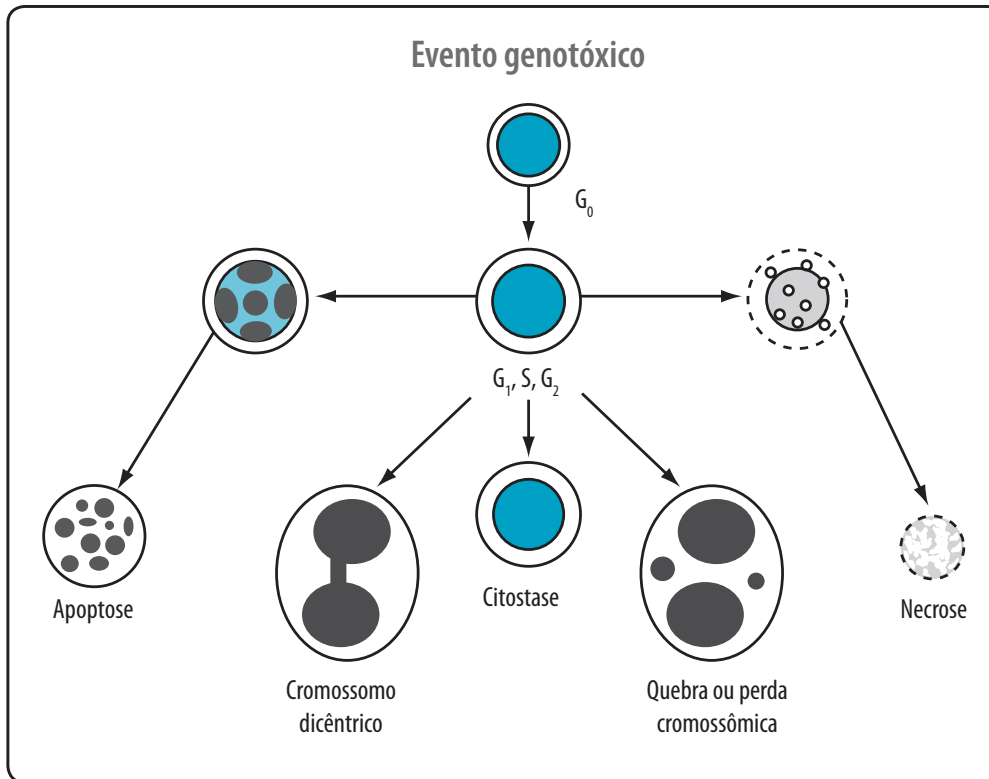 Evento genotóxico
G₀
G₁, S, G₂
Apoptose
Citostase
Necrose
Cromossomo
dicêntrico
Quebra ou perda
cromossômica